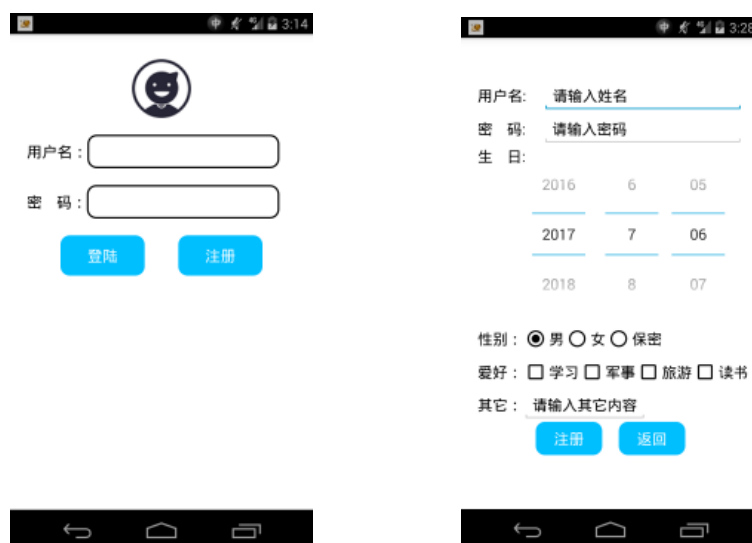 中 3:14
用户名：
密 码：
登陆 注册
中 3:28
用户名: 请输入姓名
密 码: 请输入密码
生 日:
2016 6 05
2017 7 06
2018 8 07
性别： 男 女 保密
爱好： 学习 军事 旅游 读书
其它： 请输入其它内容
注册 返回